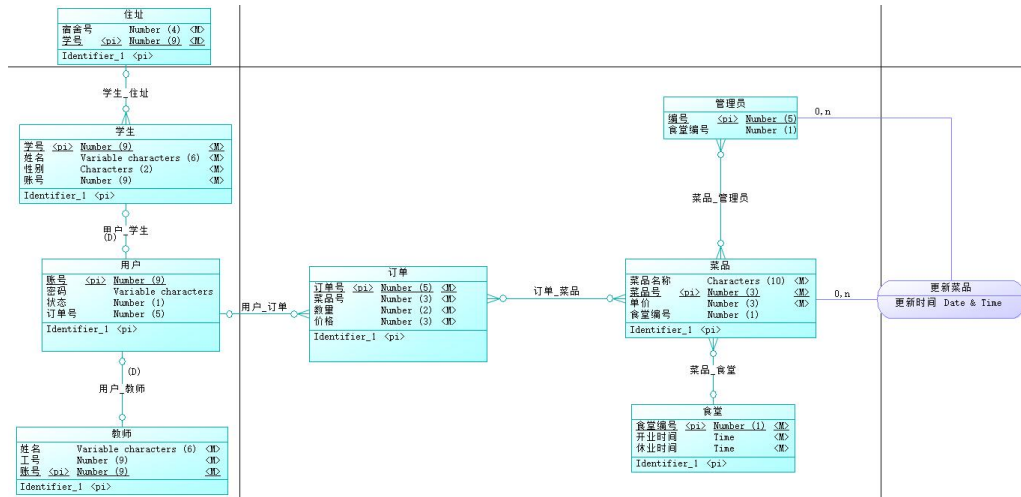 住址
宿舍号 Number (4) <M>
学号 <pi> Number (9) <M>
Identifier_1 <pi>
学生_住址
学生
学号 <pi> Number (9) <M>
姓名 Variable characters (6) <M>
性别 Characters (2) <M>
账号 Number (9) <M>
Identifier_1 <pi>
用户_学生
(D)
用户
账号 <pi> Number (9)
密码 Variable characters
状态 Number (1)
订单号 Number (5)
Identifier_1 <pi>
(D)
用户_教师
教师
姓名 Variable characters (6) <M>
工号 Number (9) <M>
账号 <pi> Number (9) <M>
Identifier_1 <pi>
用户_订单
订单
订单号 <pi> Number (5) <M>
菜品号 Number (3) <M>
数量 Number (2) <M>
价格 Number (3) <M>
Identifier_1 <pi>
订单_菜品
管理员
编号 <pi> Number (5)
食堂编号 Number (1)
0,n
菜品_管理员
菜品
菜品名称 Characters (10) <M>
菜品号 <pi> Number (3) <M>
单价 Number (3) <M>
食堂编号 Number (1)
Identifier_1 <pi>
0,n
更新菜品
更新时间 Date & Time
菜品_食堂
食堂
食堂编号 <pi> Number (1) <M>
开业时间 Time <M>
休业时间 Time <M>
Identifier_1 <pi>